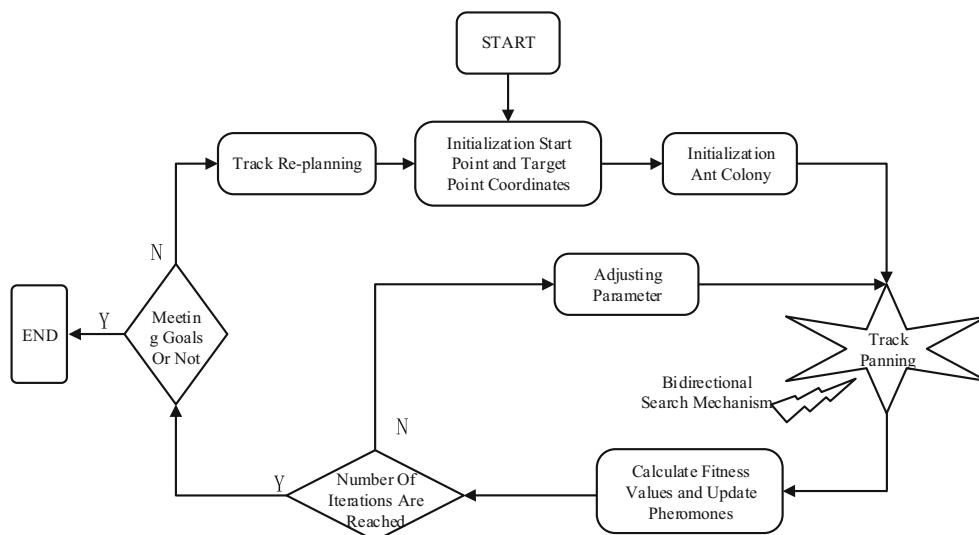 START
Track Re-planning
Initialization Start
Point and Target
Point Coordinates
Initialization
Ant Colony
N
Adjusting
Parameter
END
Y
Meetin
g Goals
Or Not
Track
Panning
Bidirectional
Search Mechanism
N
Y
Number Of
Iterations Are
Reached
Calculate Fitness
Values and Update
Pheromones